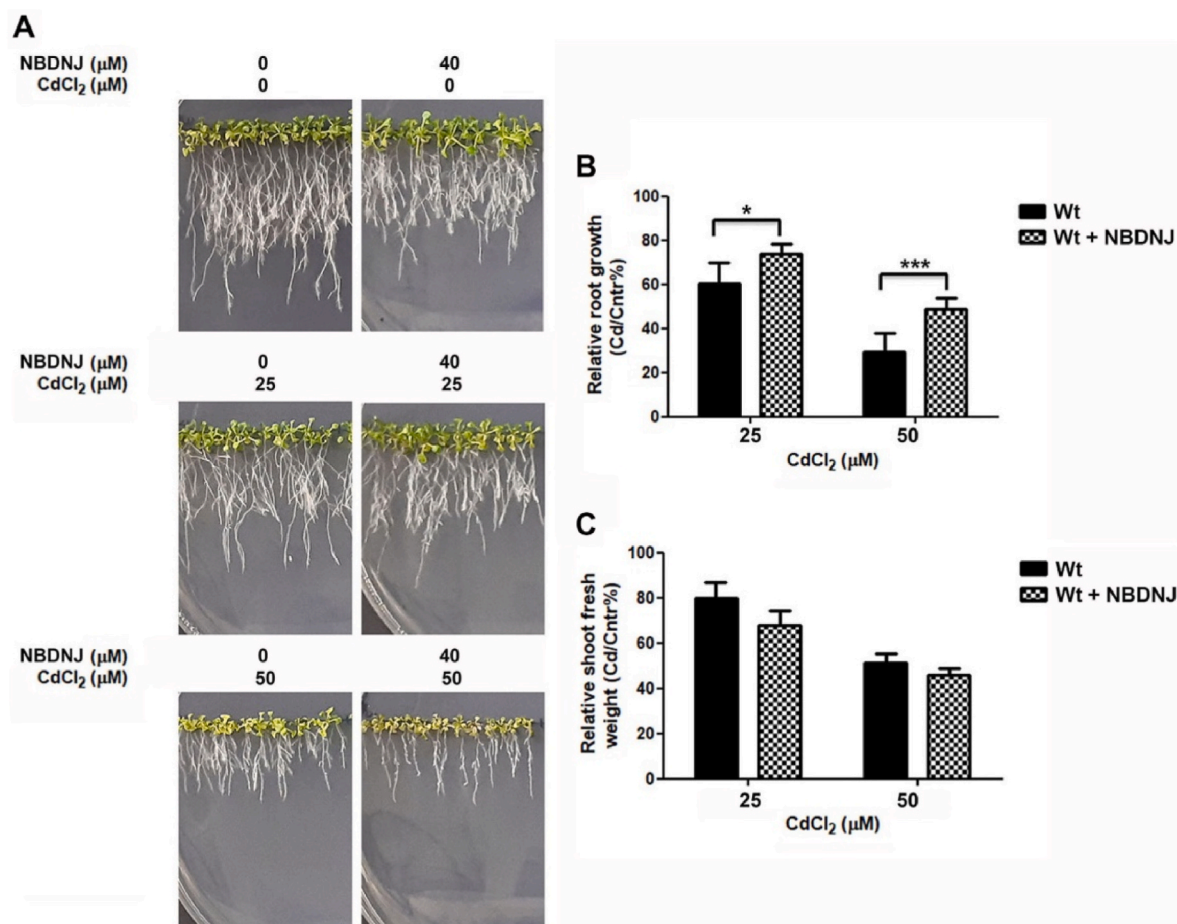 A
NBDNJ (μM) 0 40
CdCl₂ (μM) 0 0
NBDNJ (μM) 0 40
CdCl₂ (μM) 25 25
NBDNJ (μM) 0 40
CdCl₂ (μM) 50 50
B
Relative root growth
(Cd/Cntr%)
100
80
60
40
20
0
*
***
25 50
CdCl₂ (μM)
Wt
Wt + NBDNJ
C
Relative shoot fresh
weight (Cd/Cntr%)
100
80
60
40
20
0
25 50
CdCl₂ (μM)
Wt
Wt + NBDNJ